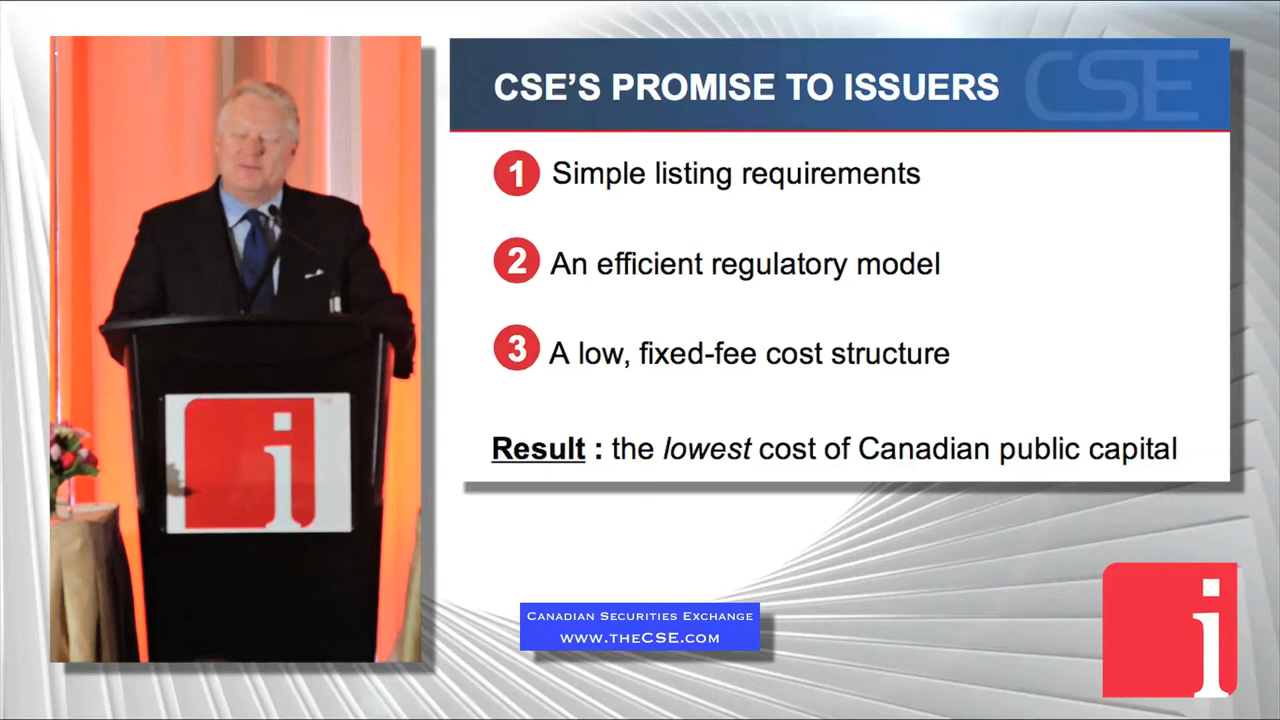 CSE
CSE'S PROMISE TO ISSUERS
1 Simple listing requirements
2 An efficient regulatory model
3 A low, fixed-fee cost structure
Result : the lowest cost of Canadian public capital
i
CANADIAN SECURITIES EXCHANGE
WWW.THECSE.COM
i